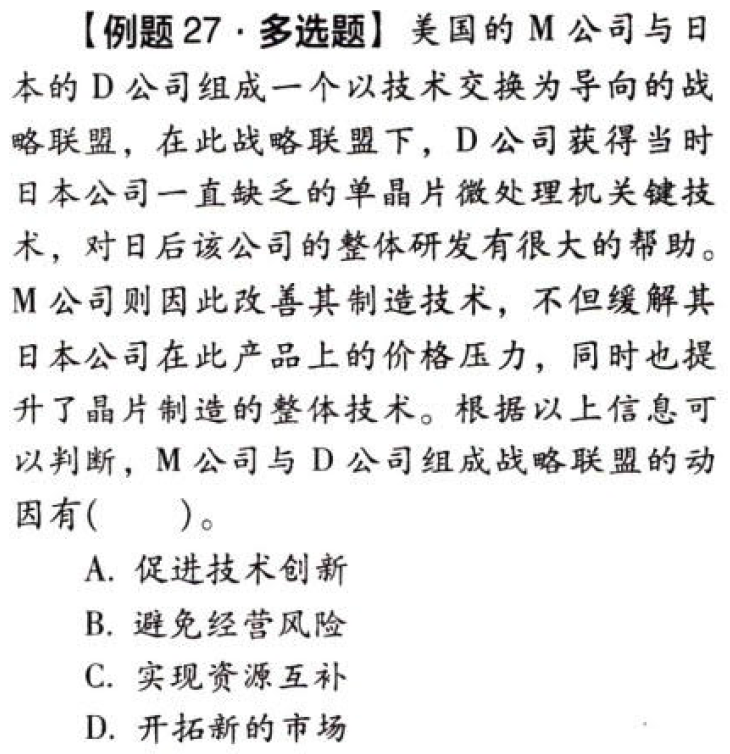 【例题 27 · 多选题】美国的 M 公司与日
本的 D 公司组成一个以技术交换为导向的战
略联盟，在此战略联盟下，D 公司获得当时
日本公司一直缺乏的单晶片微处理机关键技
术，对日后该公司的整体研发有很大的帮助。
M 公司则因此改善其制造技术，不但缓解其
日本公司在此产品上的价格压力，同时也提
升了晶片制造的整体技术。根据以上信息可
以判断，M 公司与 D 公司组成战略联盟的动
因有(　　)。
A. 促进技术创新
B. 避免经营风险
C. 实现资源互补
D. 开拓新的市场